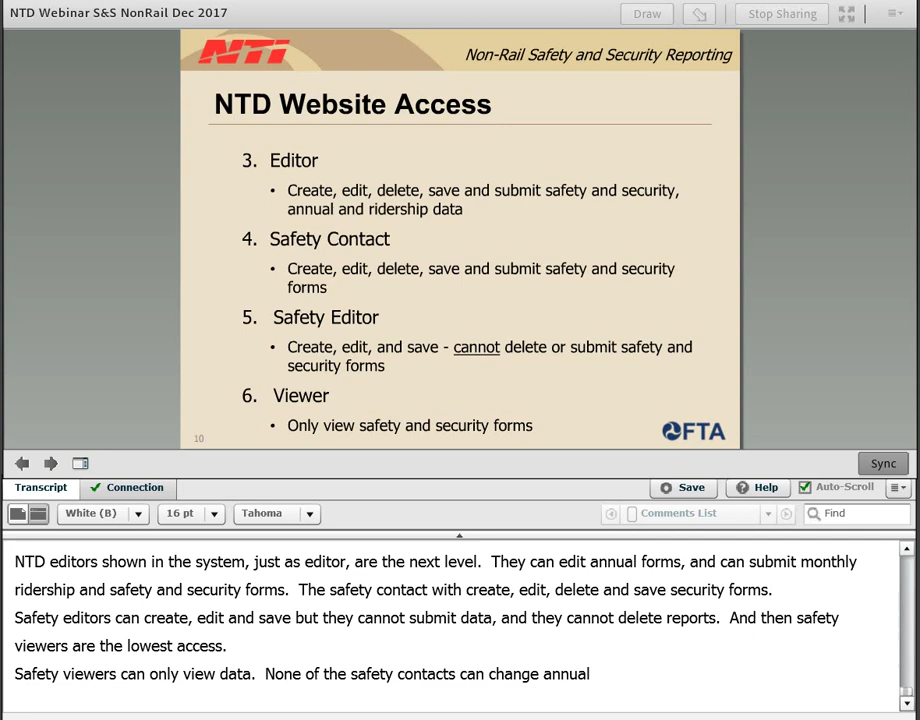 NTD Webinar S&S NonRail Dec 2017
Draw
Stop Sharing
NTI
Non-Rail Safety and Security Reporting
NTD Website Access
3. Editor
• Create, edit, delete, save and submit safety and security,
annual and ridership data
4. Safety Contact
• Create, edit, delete, save and submit safety and security
forms
5. Safety Editor
• Create, edit, and save - cannot delete or submit safety and
security forms
6. Viewer
• Only view safety and security forms
10
FTA
Sync
Transcript
Connection
Save
Help
Auto-Scroll
White (B)
16 pt
Tahoma
Comments List
Find
NTD editors shown in the system, just as editor, are the next level.  They can edit annual forms, and can submit monthly
ridership and safety and security forms.  The safety contact with create, edit, delete and save security forms.
Safety editors can create, edit and save but they cannot submit data, and they cannot delete reports.  And then safety
viewers are the lowest access.
Safety viewers can only view data.  None of the safety contacts can change annual